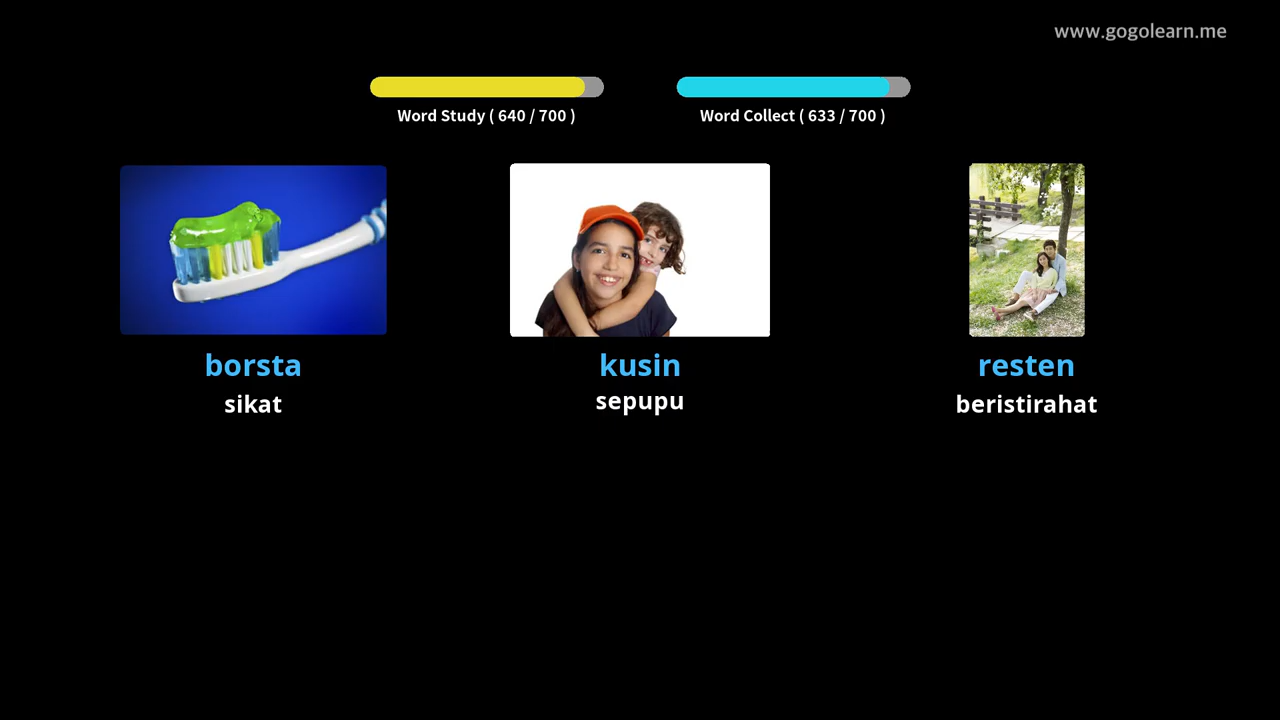 www.gogolearn.me
Word Study ( 640 / 700 )
Word Collect ( 633 / 700 )
borsta
sikat
kusin
sepupu
resten
beristirahat